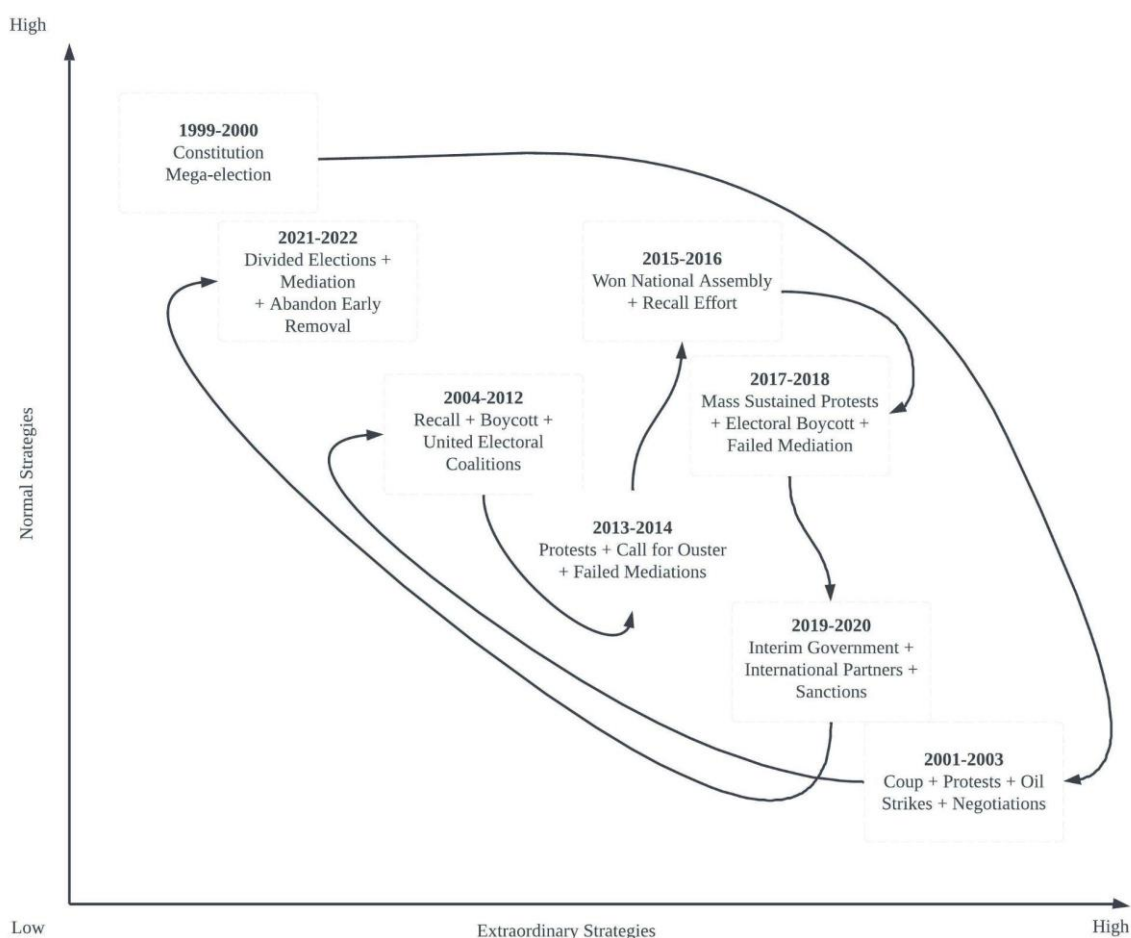 High
1999-2000
Constitution
Mega-election
2021-2022
Divided Elections +
Mediation
+ Abandon Early
Removal
2015-2016
Won National Assembly
+ Recall Effort
2004-2012
Recall + Boycott +
United Electoral
Coalitions
2017-2018
Mass Sustained Protests
+ Electoral Boycott +
Failed Mediation
2013-2014
Protests + Call for Ouster
+ Failed Mediations
2019-2020
Interim Government +
International Partners +
Sanctions
2001-2003
Coup + Protests + Oil
Strikes + Negotiations
Normal Strategies
Low
Extraordinary Strategies
High